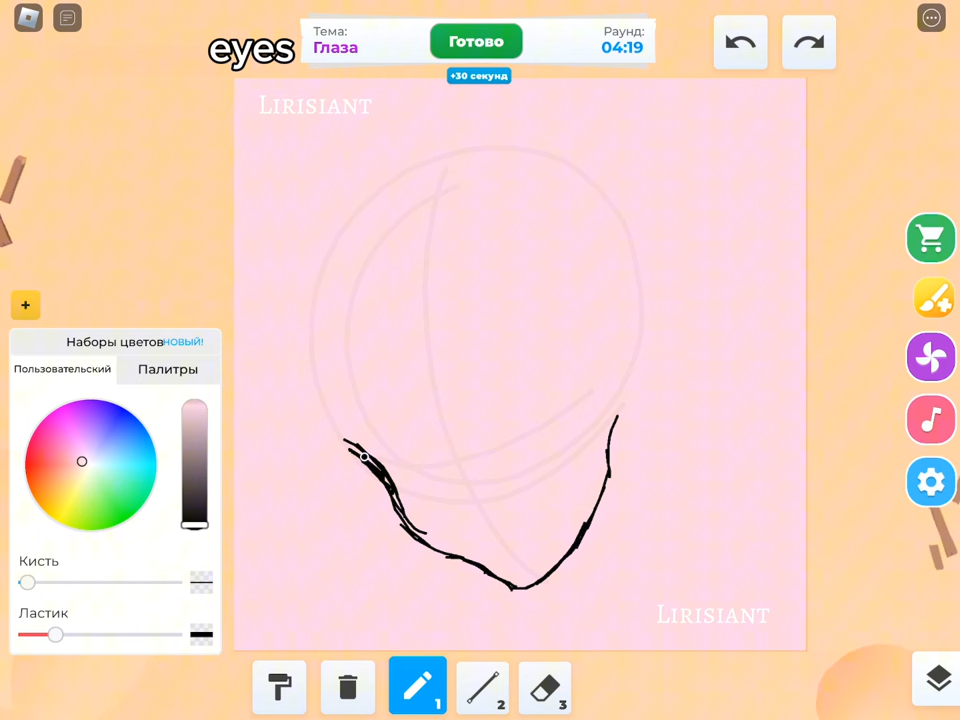 eyes
Тема:
Глаза
Готово
Раунд:
04:19
+30 секунд
Lirisiant
+
Наборы цветов НОВЫЙ!
Пользовательский
Палитры
Кисть
Ластик
Lirisiant
1
2
3